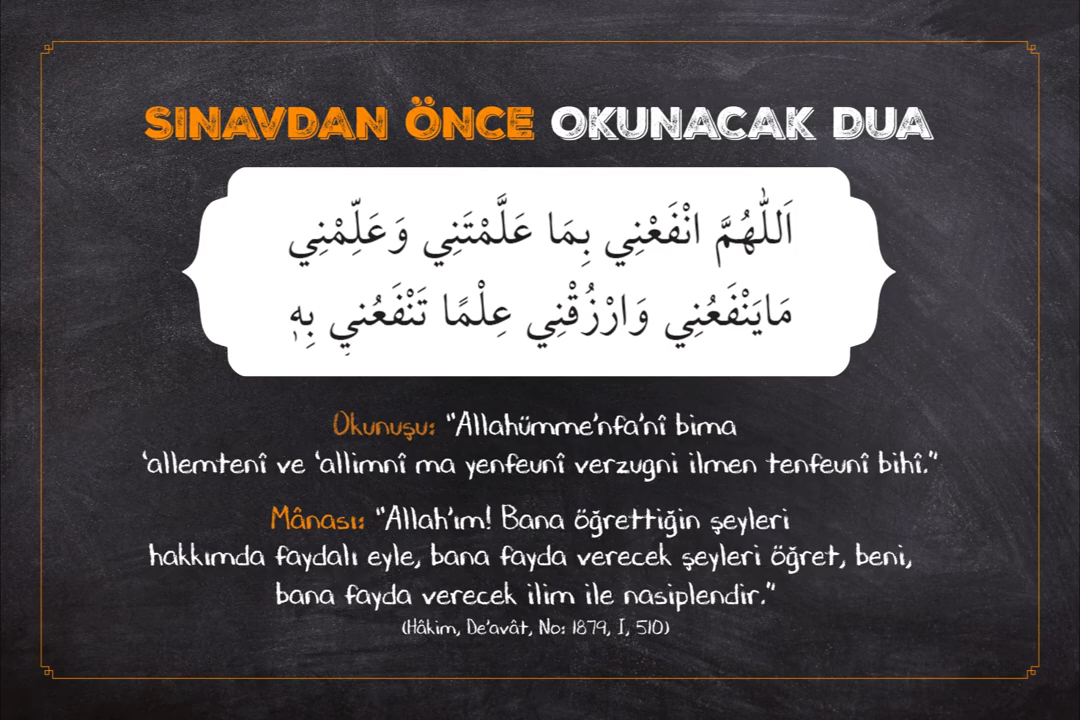 SINAVDAN ÖNCE OKUNACAK DUA
اَللّٰهُمَّ انْفَعْنِي بِمَا عَلَّمْتَنِي وَعَلِّمْنِي
مَايَنْفَعُنِي وَارْزُقْنِي عِلْمًا تَنْفَعُنِي بِهٖ
Okunuşu: "Allahümme'nfa'nî bima
'allemtenî ve 'allimnî ma yenfeunî verzugni ilmen tenfeunî bihî."
Mânası: "Allah'ım! Bana öğrettiğin şeyleri
hakkımda faydalı eyle, bana fayda verecek şeyleri öğret, beni,
bana fayda verecek ilim ile nasiplendir."
(Hâkim, De'avât, No: 1879, I, 510)